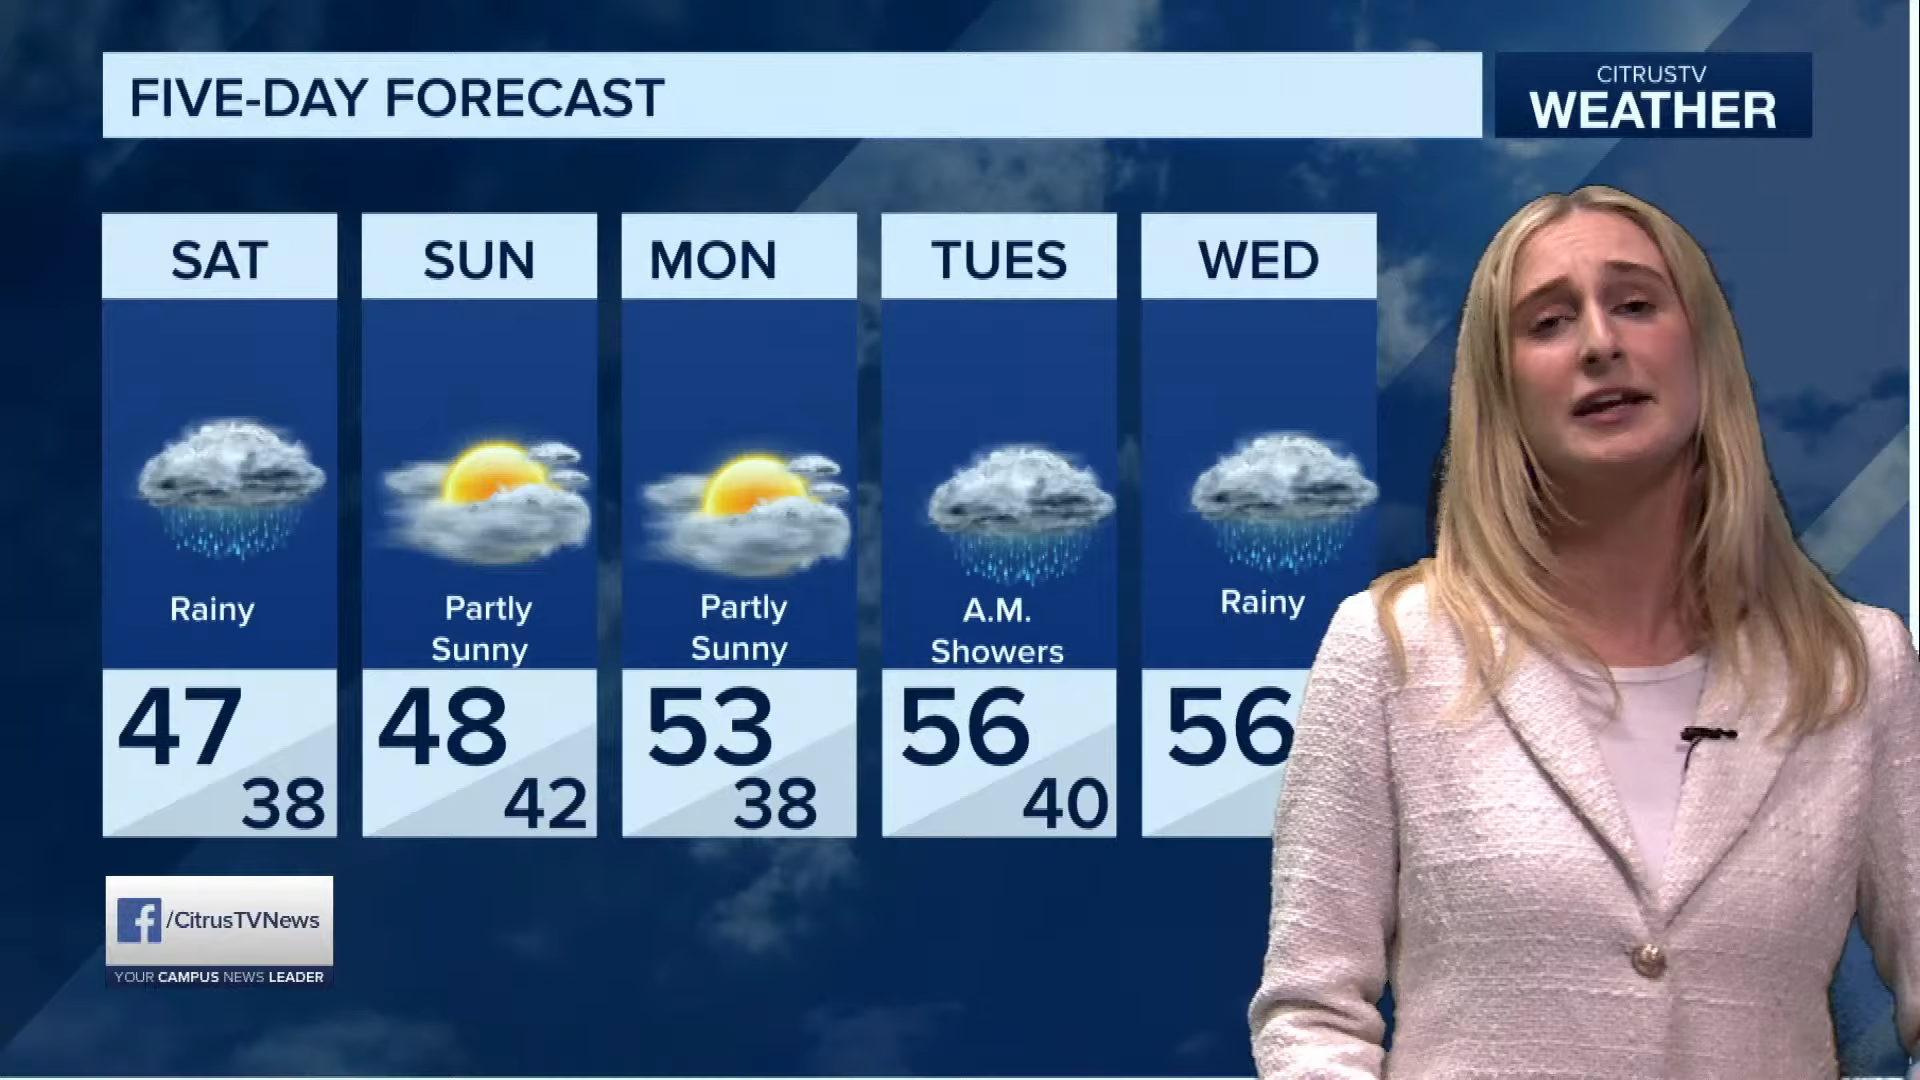 FIVE-DAY FORECAST
CITRUSTV
WEATHER
SAT
SUN
MON
TUES
WED
Rainy
Partly
Sunny
Partly
Sunny
A.M.
Showers
Rainy
47
38
48
42
53
38
56
40
56
/CitrusTVNews
YOUR CAMPUS NEWS LEADER